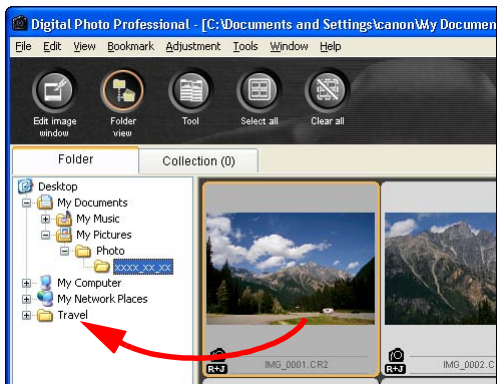 Digital Photo Professional - [C:\Documents and Settings\canon\My Documen
File Edit View Bookmark Adjustment Tools Window Help
Edit image window
Folder view
Tool
Select all
Clear all
Folder
Collection (0)
Desktop
My Documents
My Music
My Pictures
Photo
xxxx_xx_xx
My Computer
My Network Places
Travel
R+J
IMG_0001.CR2
R+J
IMG_0002.C